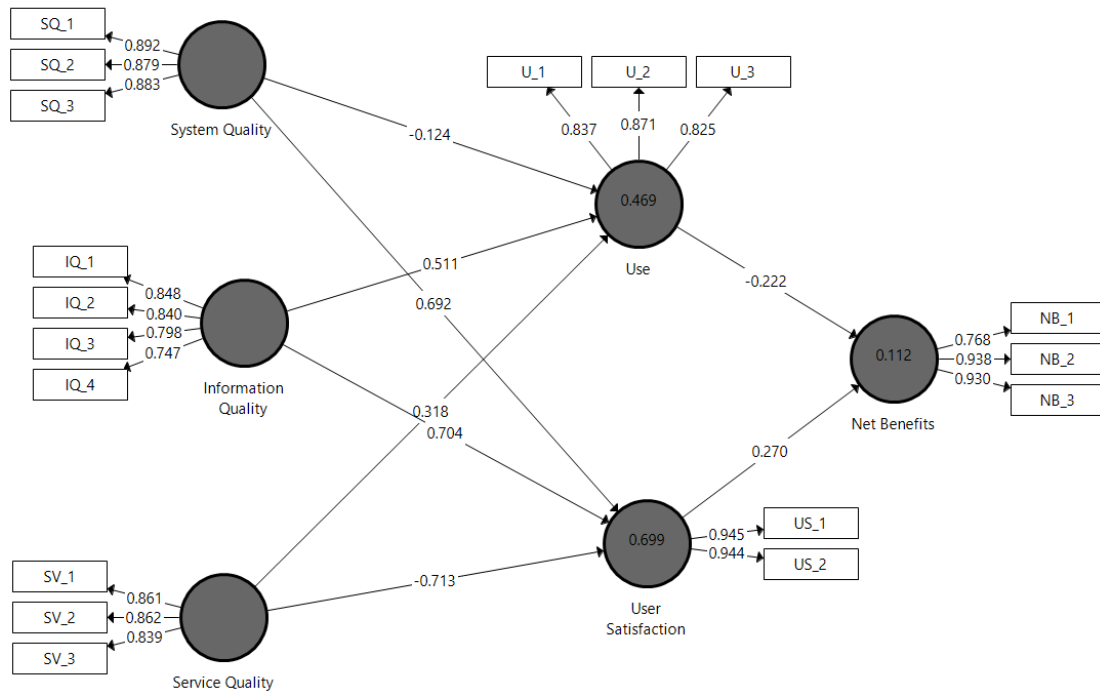 SQ_1
SQ_2
SQ_3
0.892
0.879
0.883
System Quality
U_1
U_2
U_3
0.837
0.871
0.825
-0.124
0.469
Use
IQ_1
IQ_2
IQ_3
IQ_4
0.848
0.840
0.798
0.747
Information
Quality
0.511
0.692
-0.222
0.112
Net Benefits
0.768
0.938
0.930
NB_1
NB_2
NB_3
0.318
0.704
0.270
SV_1
SV_2
SV_3
0.861
0.862
0.839
Service Quality
-0.713
0.699
User
Satisfaction
0.945
0.944
US_1
US_2